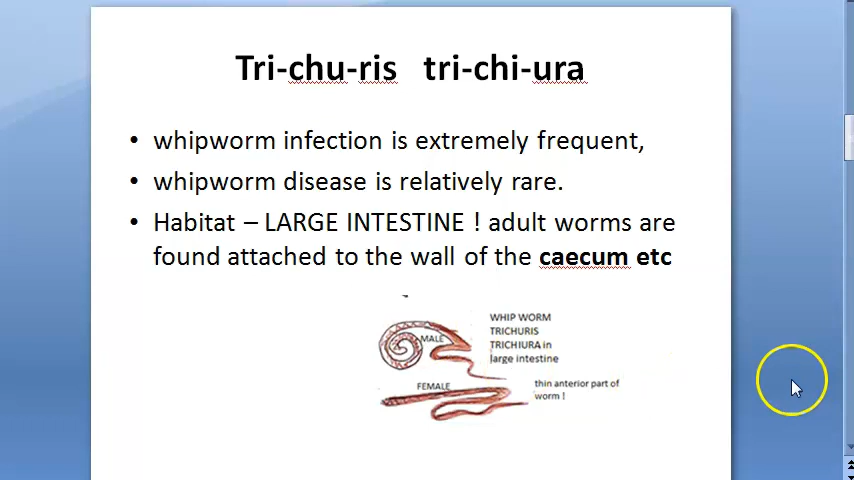 Tri-chu-ris tri-chi-ura
• whipworm infection is extremely frequent,
• whipworm disease is relatively rare.
• Habitat – LARGE INTESTINE ! adult worms are
found attached to the wall of the caecum etc
WHIP WORM
MALE
TRICHURIS
TRICHIURA in
large intestine
FEMALE
thin anterior part of
worm !